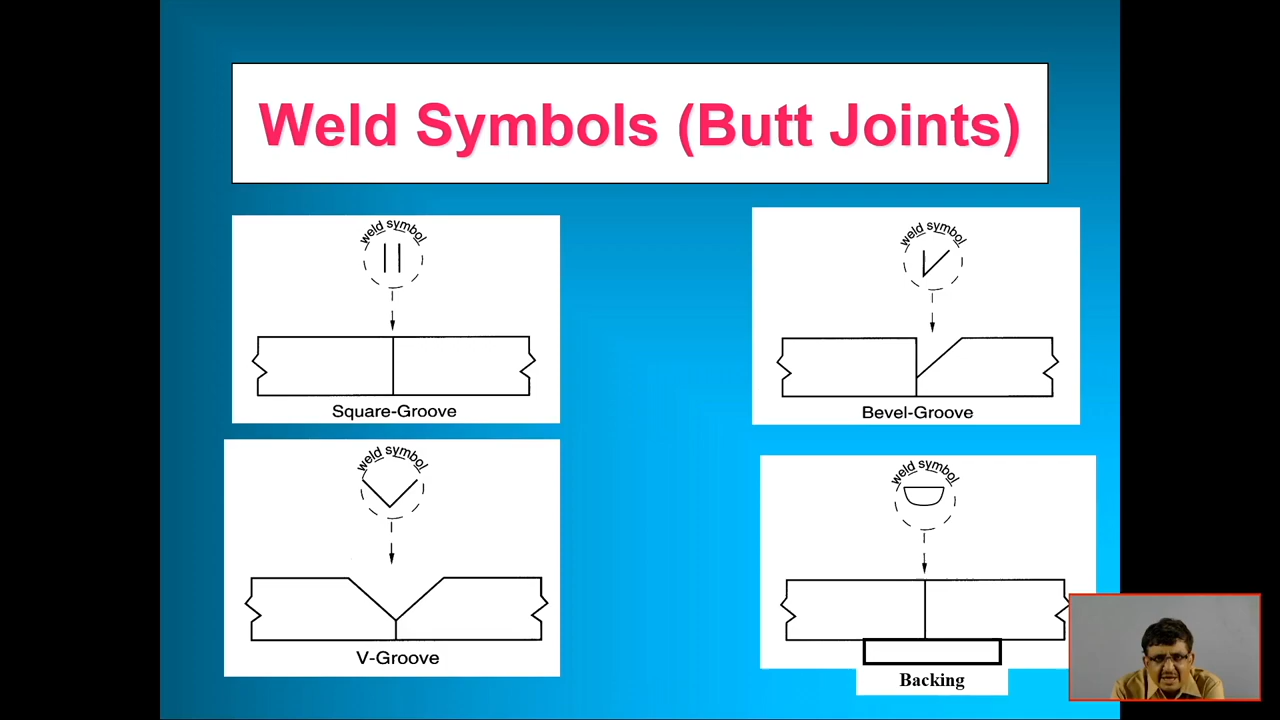 Weld Symbols (Butt Joints)
weld symbol
Square-Groove
weld symbol
Bevel-Groove
weld symbol
V-Groove
weld symbol
Backing